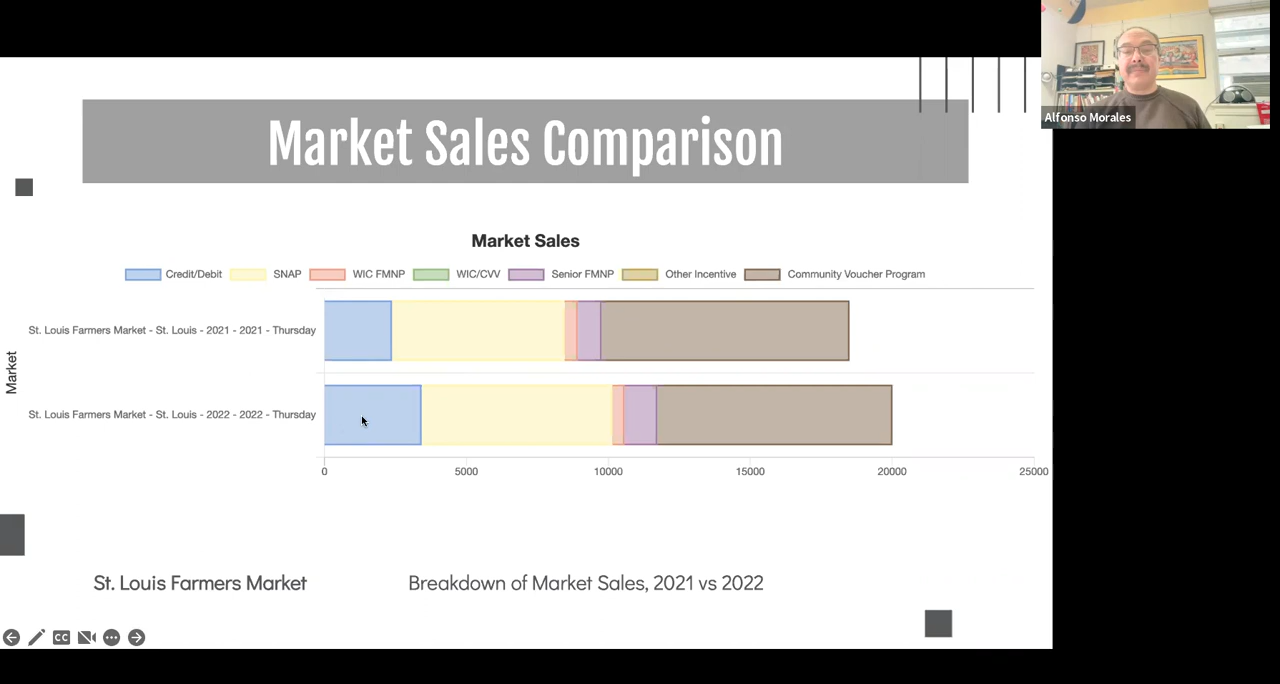 Alfonso Morales
Market Sales Comparison
Market Sales
Credit/Debit SNAP WIC FMNP WIC/CVV Senior FMNP Other Incentive Community Voucher Program
St. Louis Farmers Market - St. Louis - 2021 - 2021 - Thursday
Market
St. Louis Farmers Market - St. Louis - 2022 - 2022 - Thursday
0 5000 10000 15000 20000 25000
St. Louis Farmers Market Breakdown of Market Sales, 2021 vs 2022
CC